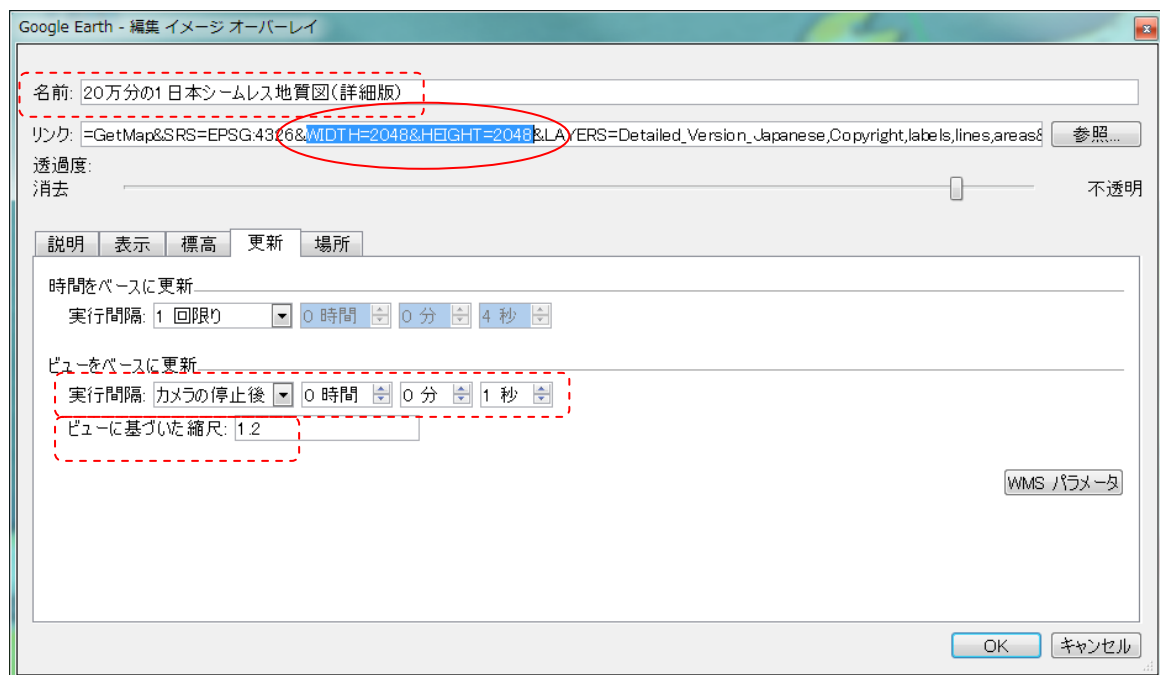 Google Earth - 編集 イメージ オーバーレイ
名前: 20万分の1 日本シームレス地質図(詳細版)
リンク: =GetMap&SRS=EPSG:4326&WIDTH=2048&HEIGHT=2048&LAYERS=Detailed_Version_Japanese,Copyright,labels,lines,areas& 参照...
透過度:
消去 不透明
説明 表示 標高 更新 場所
時間をベースに更新
実行間隔: 1 回限り 0 時間 0 分 4 秒
ビューをベースに更新
実行間隔: カメラの停止後 0 時間 0 分 1 秒
ビューに基づいた縮尺: 1.2
WMS パラメータ
OK キャンセル